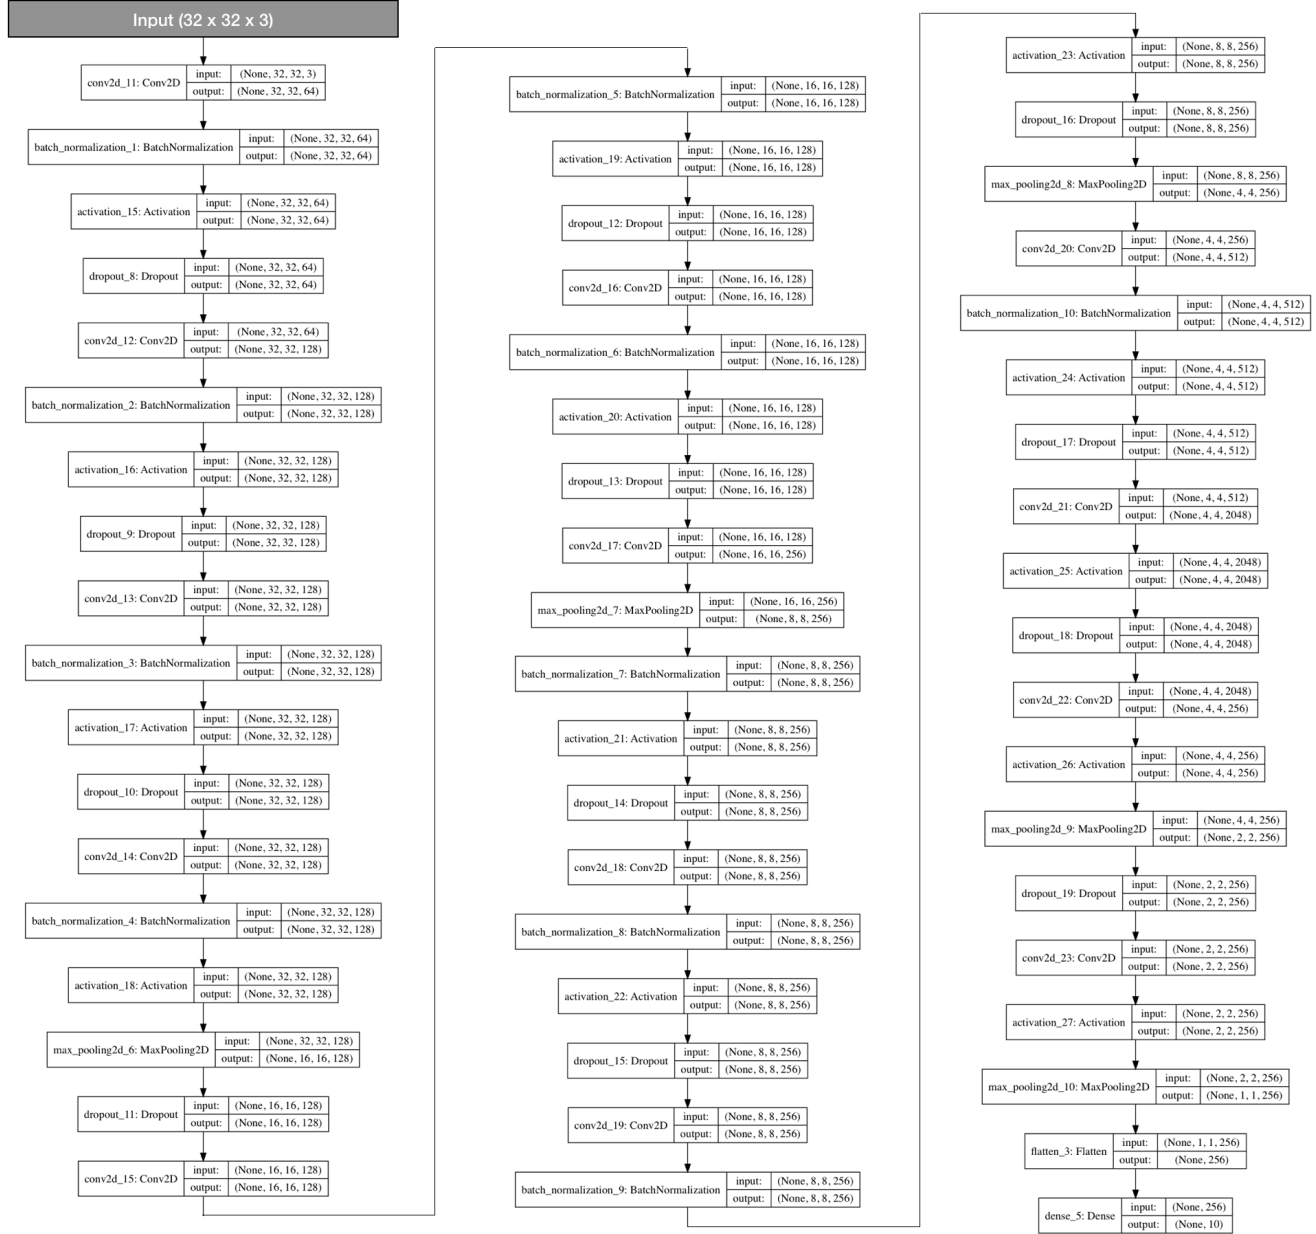 Input (32 x 32 x 3)
conv2d_11: Conv2D
input: (None, 32, 32, 3)
output: (None, 32, 32, 64)
batch_normalization_1: BatchNormalization
input: (None, 32, 32, 64)
output: (None, 32, 32, 64)
activation_15: Activation
input: (None, 32, 32, 64)
output: (None, 32, 32, 64)
dropout_8: Dropout
input: (None, 32, 32, 64)
output: (None, 32, 32, 64)
conv2d_12: Conv2D
input: (None, 32, 32, 64)
output: (None, 32, 32, 128)
batch_normalization_2: BatchNormalization
input: (None, 32, 32, 128)
output: (None, 32, 32, 128)
activation_16: Activation
input: (None, 32, 32, 128)
output: (None, 32, 32, 128)
dropout_9: Dropout
input: (None, 32, 32, 128)
output: (None, 32, 32, 128)
conv2d_13: Conv2D
input: (None, 32, 32, 128)
output: (None, 32, 32, 128)
batch_normalization_3: BatchNormalization
input: (None, 32, 32, 128)
output: (None, 32, 32, 128)
activation_17: Activation
input: (None, 32, 32, 128)
output: (None, 32, 32, 128)
dropout_10: Dropout
input: (None, 32, 32, 128)
output: (None, 32, 32, 128)
conv2d_14: Conv2D
input: (None, 32, 32, 128)
output: (None, 32, 32, 128)
batch_normalization_4: BatchNormalization
input: (None, 32, 32, 128)
output: (None, 32, 32, 128)
activation_18: Activation
input: (None, 32, 32, 128)
output: (None, 32, 32, 128)
max_pooling2d_6: MaxPooling2D
input: (None, 32, 32, 128)
output: (None, 16, 16, 128)
dropout_11: Dropout
input: (None, 16, 16, 128)
output: (None, 16, 16, 128)
conv2d_15: Conv2D
input: (None, 16, 16, 128)
output: (None, 16, 16, 128)
batch_normalization_5: BatchNormalization
input: (None, 16, 16, 128)
output: (None, 16, 16, 128)
activation_19: Activation
input: (None, 16, 16, 128)
output: (None, 16, 16, 128)
dropout_12: Dropout
input: (None, 16, 16, 128)
output: (None, 16, 16, 128)
conv2d_16: Conv2D
input: (None, 16, 16, 128)
output: (None, 16, 16, 128)
batch_normalization_6: BatchNormalization
input: (None, 16, 16, 128)
output: (None, 16, 16, 128)
activation_20: Activation
input: (None, 16, 16, 128)
output: (None, 16, 16, 128)
dropout_13: Dropout
input: (None, 16, 16, 128)
output: (None, 16, 16, 128)
conv2d_17: Conv2D
input: (None, 16, 16, 128)
output: (None, 16, 16, 256)
max_pooling2d_7: MaxPooling2D
input: (None, 16, 16, 256)
output: (None, 8, 8, 256)
batch_normalization_7: BatchNormalization
input: (None, 8, 8, 256)
output: (None, 8, 8, 256)
activation_21: Activation
input: (None, 8, 8, 256)
output: (None, 8, 8, 256)
dropout_14: Dropout
input: (None, 8, 8, 256)
output: (None, 8, 8, 256)
conv2d_18: Conv2D
input: (None, 8, 8, 256)
output: (None, 8, 8, 256)
batch_normalization_8: BatchNormalization
input: (None, 8, 8, 256)
output: (None, 8, 8, 256)
activation_22: Activation
input: (None, 8, 8, 256)
output: (None, 8, 8, 256)
dropout_15: Dropout
input: (None, 8, 8, 256)
output: (None, 8, 8, 256)
conv2d_19: Conv2D
input: (None, 8, 8, 256)
output: (None, 8, 8, 256)
batch_normalization_9: BatchNormalization
input: (None, 8, 8, 256)
output: (None, 8, 8, 256)
activation_23: Activation
input: (None, 8, 8, 256)
output: (None, 8, 8, 256)
dropout_16: Dropout
input: (None, 8, 8, 256)
output: (None, 8, 8, 256)
max_pooling2d_8: MaxPooling2D
input: (None, 8, 8, 256)
output: (None, 4, 4, 256)
conv2d_20: Conv2D
input: (None, 4, 4, 256)
output: (None, 4, 4, 512)
batch_normalization_10: BatchNormalization
input: (None, 4, 4, 512)
output: (None, 4, 4, 512)
activation_24: Activation
input: (None, 4, 4, 512)
output: (None, 4, 4, 512)
dropout_17: Dropout
input: (None, 4, 4, 512)
output: (None, 4, 4, 512)
conv2d_21: Conv2D
input: (None, 4, 4, 512)
output: (None, 4, 4, 2048)
activation_25: Activation
input: (None, 4, 4, 2048)
output: (None, 4, 4, 2048)
dropout_18: Dropout
input: (None, 4, 4, 2048)
output: (None, 4, 4, 2048)
conv2d_22: Conv2D
input: (None, 4, 4, 2048)
output: (None, 4, 4, 256)
activation_26: Activation
input: (None, 4, 4, 256)
output: (None, 4, 4, 256)
max_pooling2d_9: MaxPooling2D
input: (None, 4, 4, 256)
output: (None, 2, 2, 256)
dropout_19: Dropout
input: (None, 2, 2, 256)
output: (None, 2, 2, 256)
conv2d_23: Conv2D
input: (None, 2, 2, 256)
output: (None, 2, 2, 256)
activation_27: Activation
input: (None, 2, 2, 256)
output: (None, 2, 2, 256)
max_pooling2d_10: MaxPooling2D
input: (None, 2, 2, 256)
output: (None, 1, 1, 256)
flatten_3: Flatten
input: (None, 1, 1, 256)
output: (None, 256)
dense_5: Dense
input: (None, 256)
output: (None, 10)